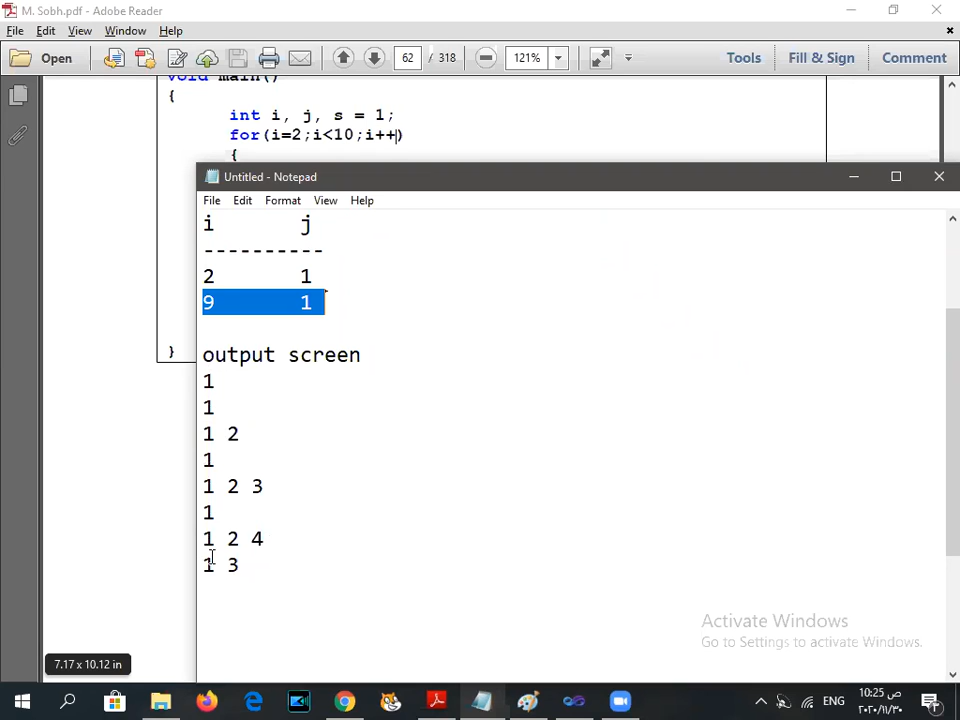 M. Sobh.pdf - Adobe Reader
File Edit View Window Help
Open 62 / 318 121% Tools Fill & Sign Comment
void main()
{
int i, j, s = 1;
for(i=2;i<10;i++)
{
}
Untitled - Notepad
File Edit Format View Help
i j
----------
2 1
9 1
output screen
1
1
1 2
1
1 2 3
1
1 2 4
1 3
Activate Windows
Go to Settings to activate Windows.
7.17 x 10.12 in
ENG
10:25 ص
٢٠٢٠/١١/٣٠